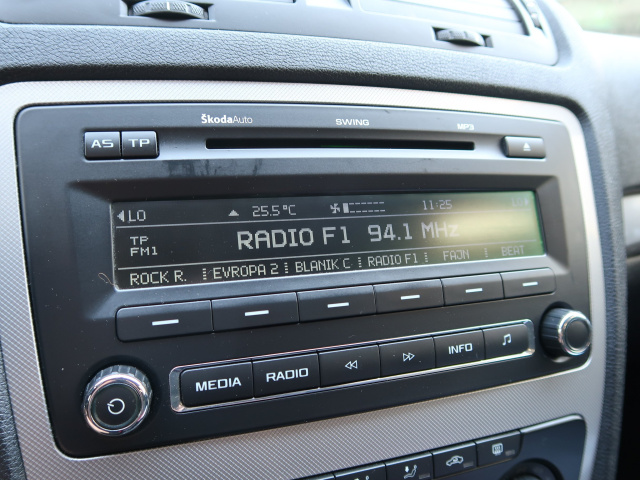 ŠkodaAuto SWING MP3
AS TP
LO 25.5°C 11:25
TP
FM1
RADIO F1 94.1 MHz
ROCK R. EVROPA 2 BLANIK C RADIO F1 FAJN BEAT
MEDIA RADIO INFO